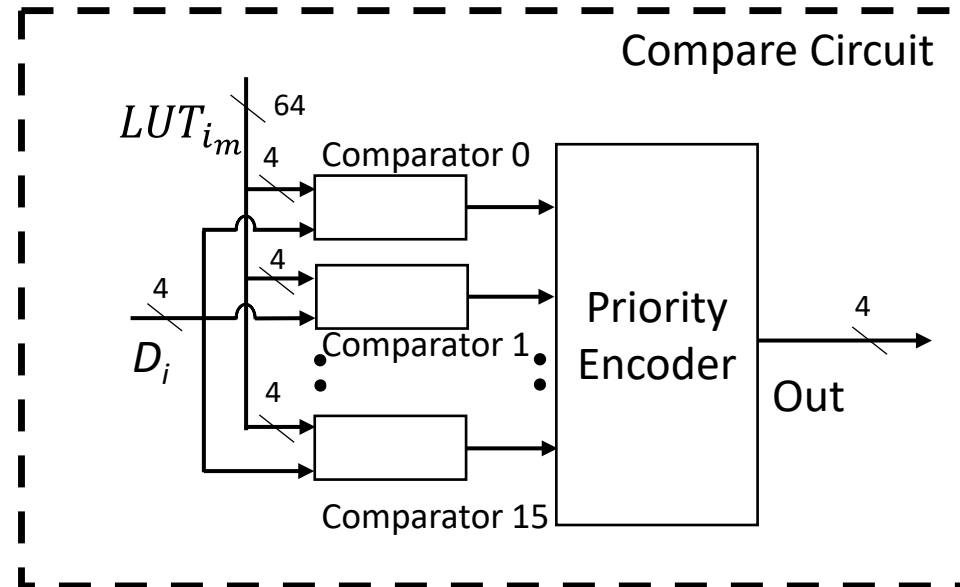 Compare Circuit
64
LUT_{i_m}
4
Comparator 0
4
4
Comparator 1
D_i
4
Comparator 15
Priority
Encoder
4
Out